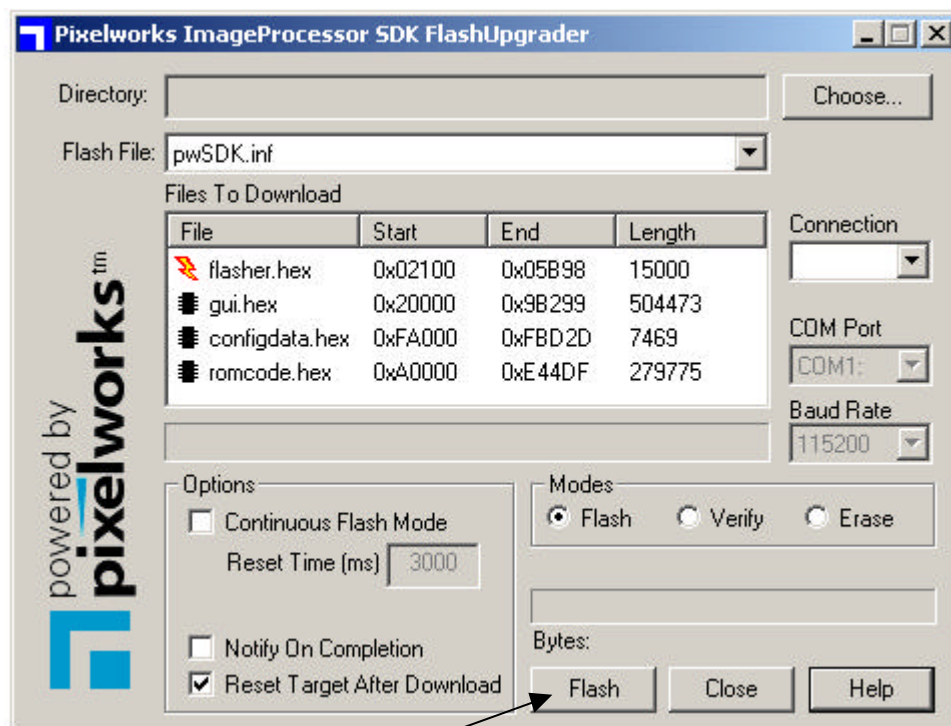 Pixelworks ImageProcessor SDK FlashUpgrader
Directory:
Choose...
Flash File:
pwSDK.inf
Files To Download
File Start End Length
flasher.hex 0x02100 0x05B98 15000
gui.hex 0x20000 0x9B299 504473
configdata.hex 0xFA000 0xFBD2D 7469
romcode.hex 0xA0000 0xE44DF 279775
Connection
COM Port
COM1:
Baud Rate
115200
powered by
pixelworks tm
Options
Continuous Flash Mode
Reset Time (ms) 3000
Notify On Completion
Reset Target After Download
Modes
Flash Verify Erase
Bytes:
Flash Close Help